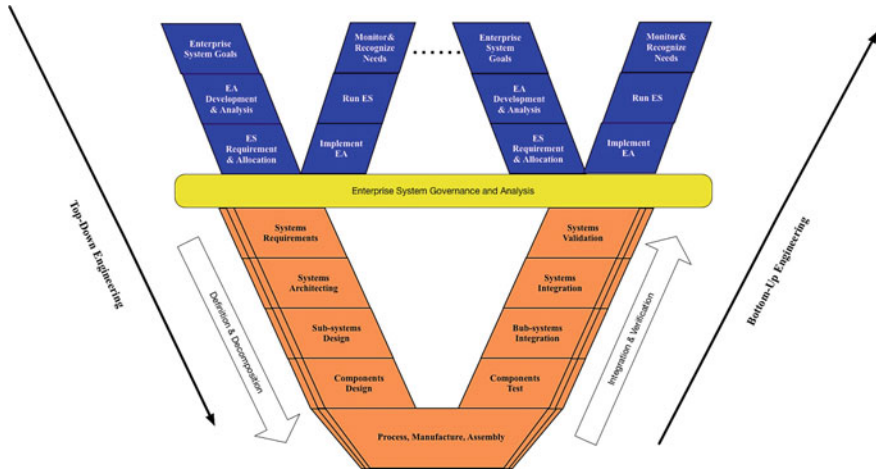 Enterprise
System Goals
Monitor&
Recognize
Needs
Enterprise
System
Goals
Monitor&
Recognize
Needs
EA
Development
& Analysis
Run ES
EA
Development
& Analysis
Run ES
ES
Requirement
& Allocation
Implement
EA
ES
Requirement
& Allocation
Implement
EA
Enterprise System Governance and Analysis
Top-Down Engineering
Definition & Decomposition
Systems
Requirements
Systems
Validation
Systems
Architecting
Systems
Integration
Sub-systems
Design
Bub-systems
Integration
Components
Design
Components
Test
Process, Manufacture, Assembly
Integration & Verification
Bottom-Up Engineering